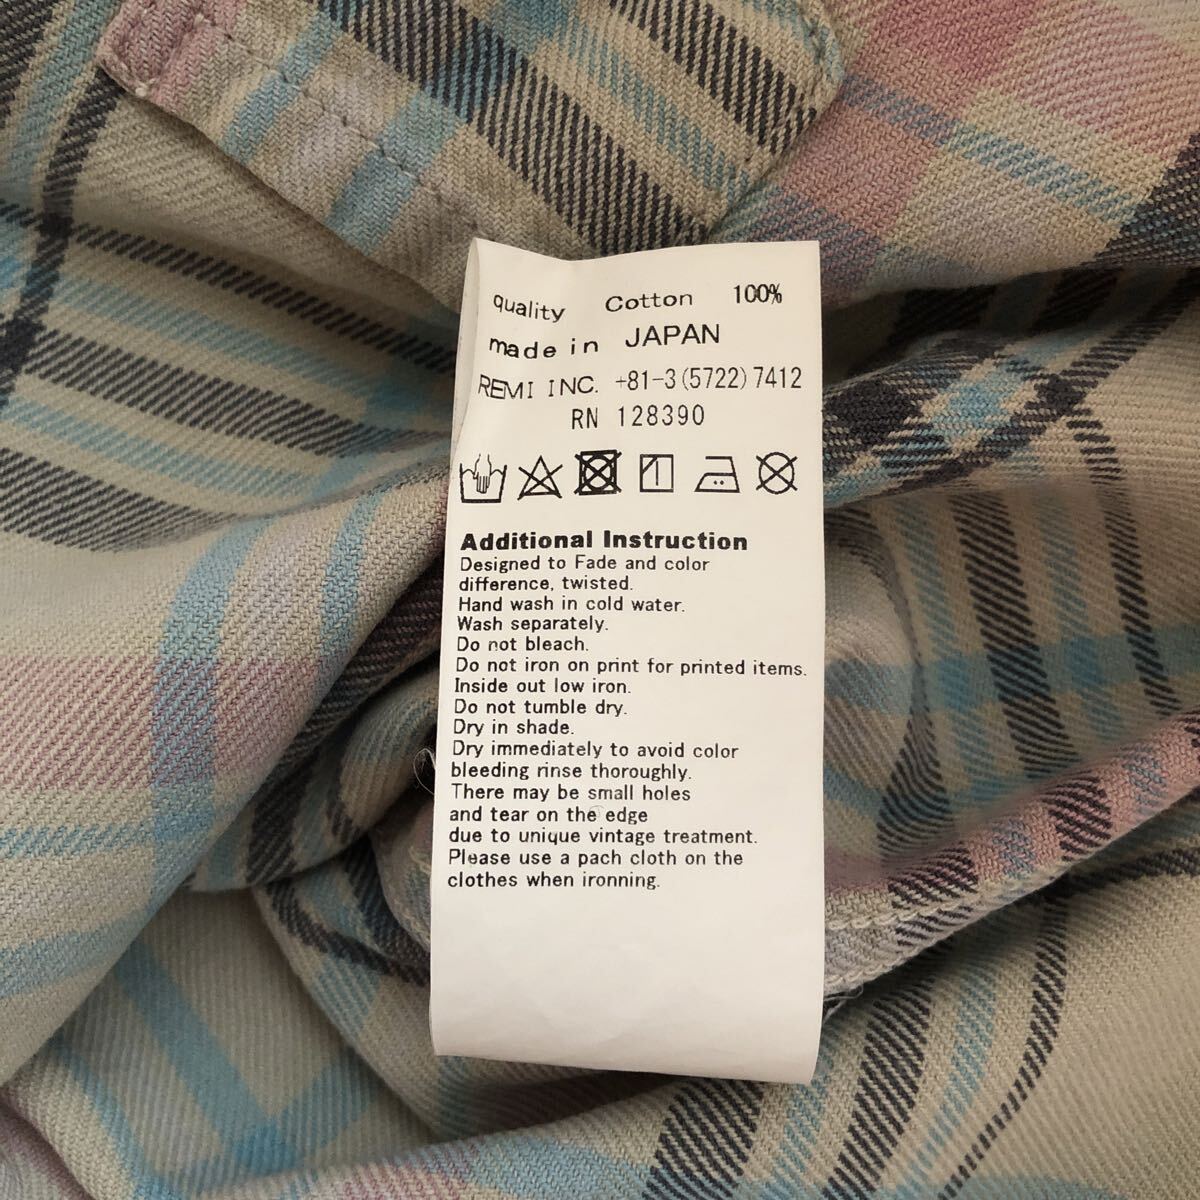 quality Cotton 100%
made in JAPAN
REMI INC. +81-3(5722)7412
RN 128390
Additional Instruction
Designed to Fade and color
difference, twisted.
Hand wash in cold water.
Wash separately.
Do not bleach.
Do not iron on print for printed items.
Inside out low iron.
Do not tumble dry.
Dry in shade.
Dry immediately to avoid color
bleeding rinse thoroughly.
There may be small holes
and tear on the edge
due to unique vintage treatment.
Please use a pach cloth on the
clothes when ironning.